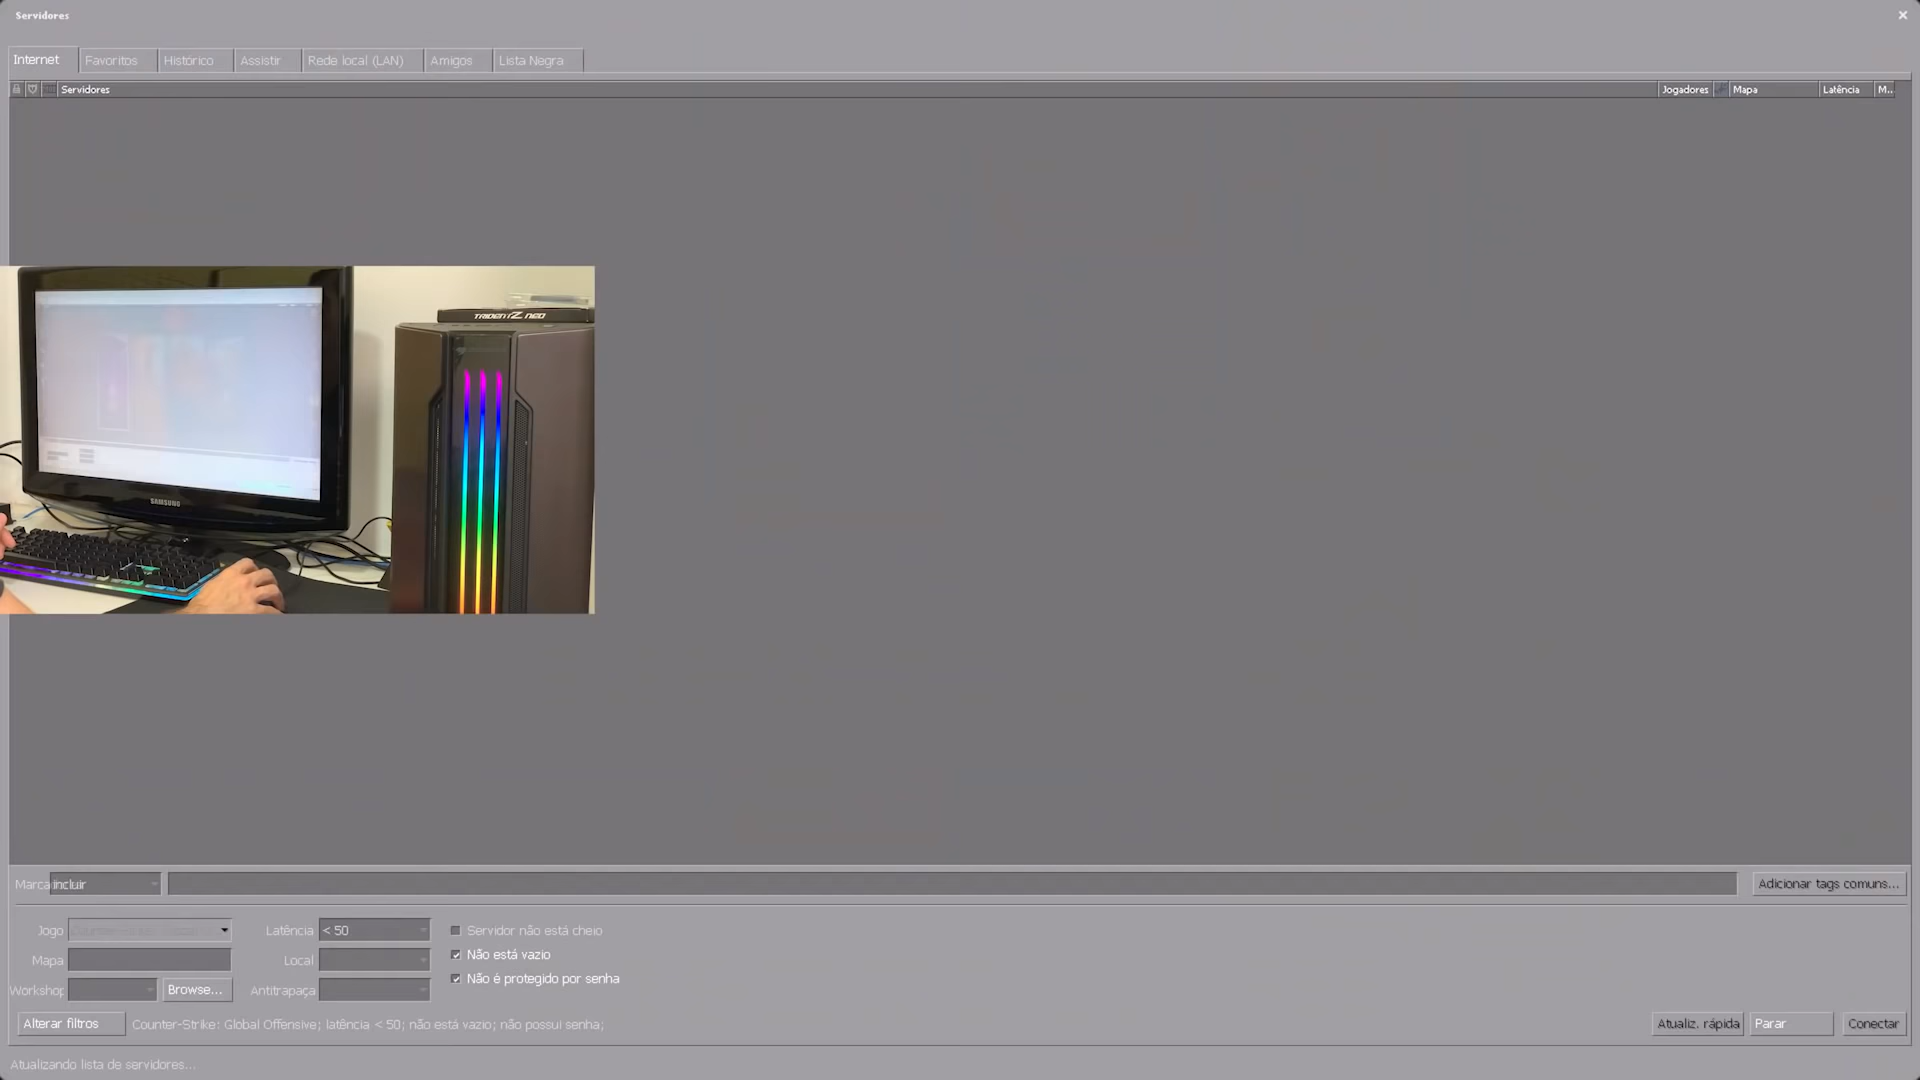 Servidores
Internet
Favoritos
Histórico
Assistir
Rede local (LAN)
Amigos
Lista Negra
Servidores
Jogadores
Mapa
Latência
M..
TRIDENT Z NEO
SAMSUNG
Marca
incluir
Adicionar tags comuns...
Jogo
Latência
< 50
Servidor não está cheio
Mapa
Local
Não está vazio
Workshop
Browse...
Antitrapaça
Não é protegido por senha
Alterar filtros
Counter-Strike: Global Offensive; latência < 50; não está vazio; não possui senha;
Atualiz. rápida
Parar
Conectar
Atualizando lista de servidores...